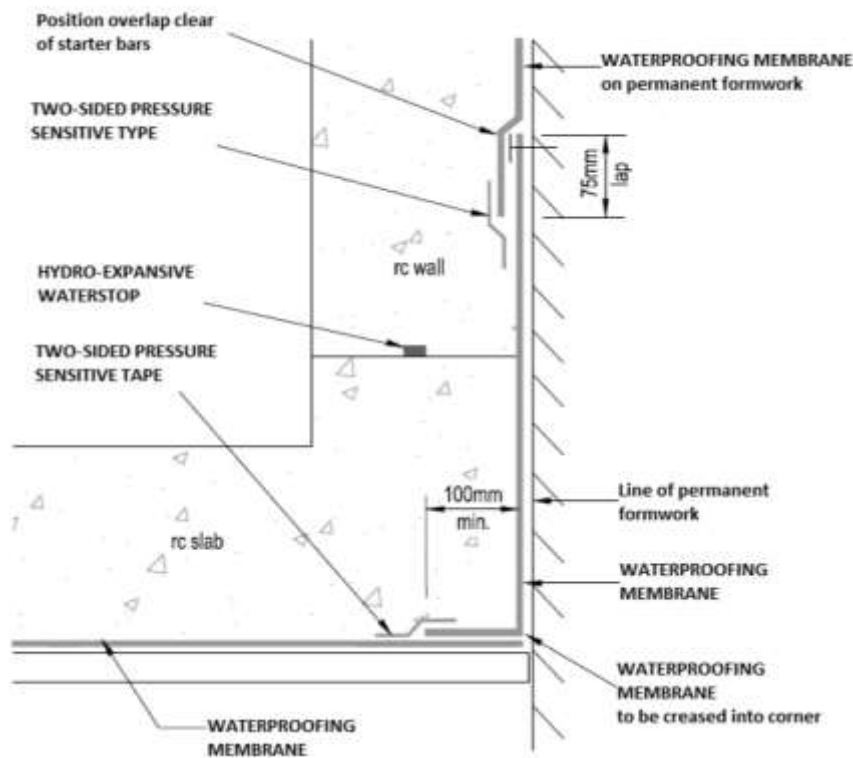 Position overlap clear
of starter bars
WATERPROOFING MEMBRANE
on permanent formwork
TWO-SIDED PRESSURE
SENSITIVE TYPE
75mm
lap
rc wall
HYDRO-EXPANSIVE
WATERSTOP
TWO-SIDED PRESSURE
SENSITIVE TAPE
100mm
min.
Line of permanent
formwork
rc slab
WATERPROOFING
MEMBRANE
WATERPROOFING
MEMBRANE
to be creased into corner
WATERPROOFING
MEMBRANE